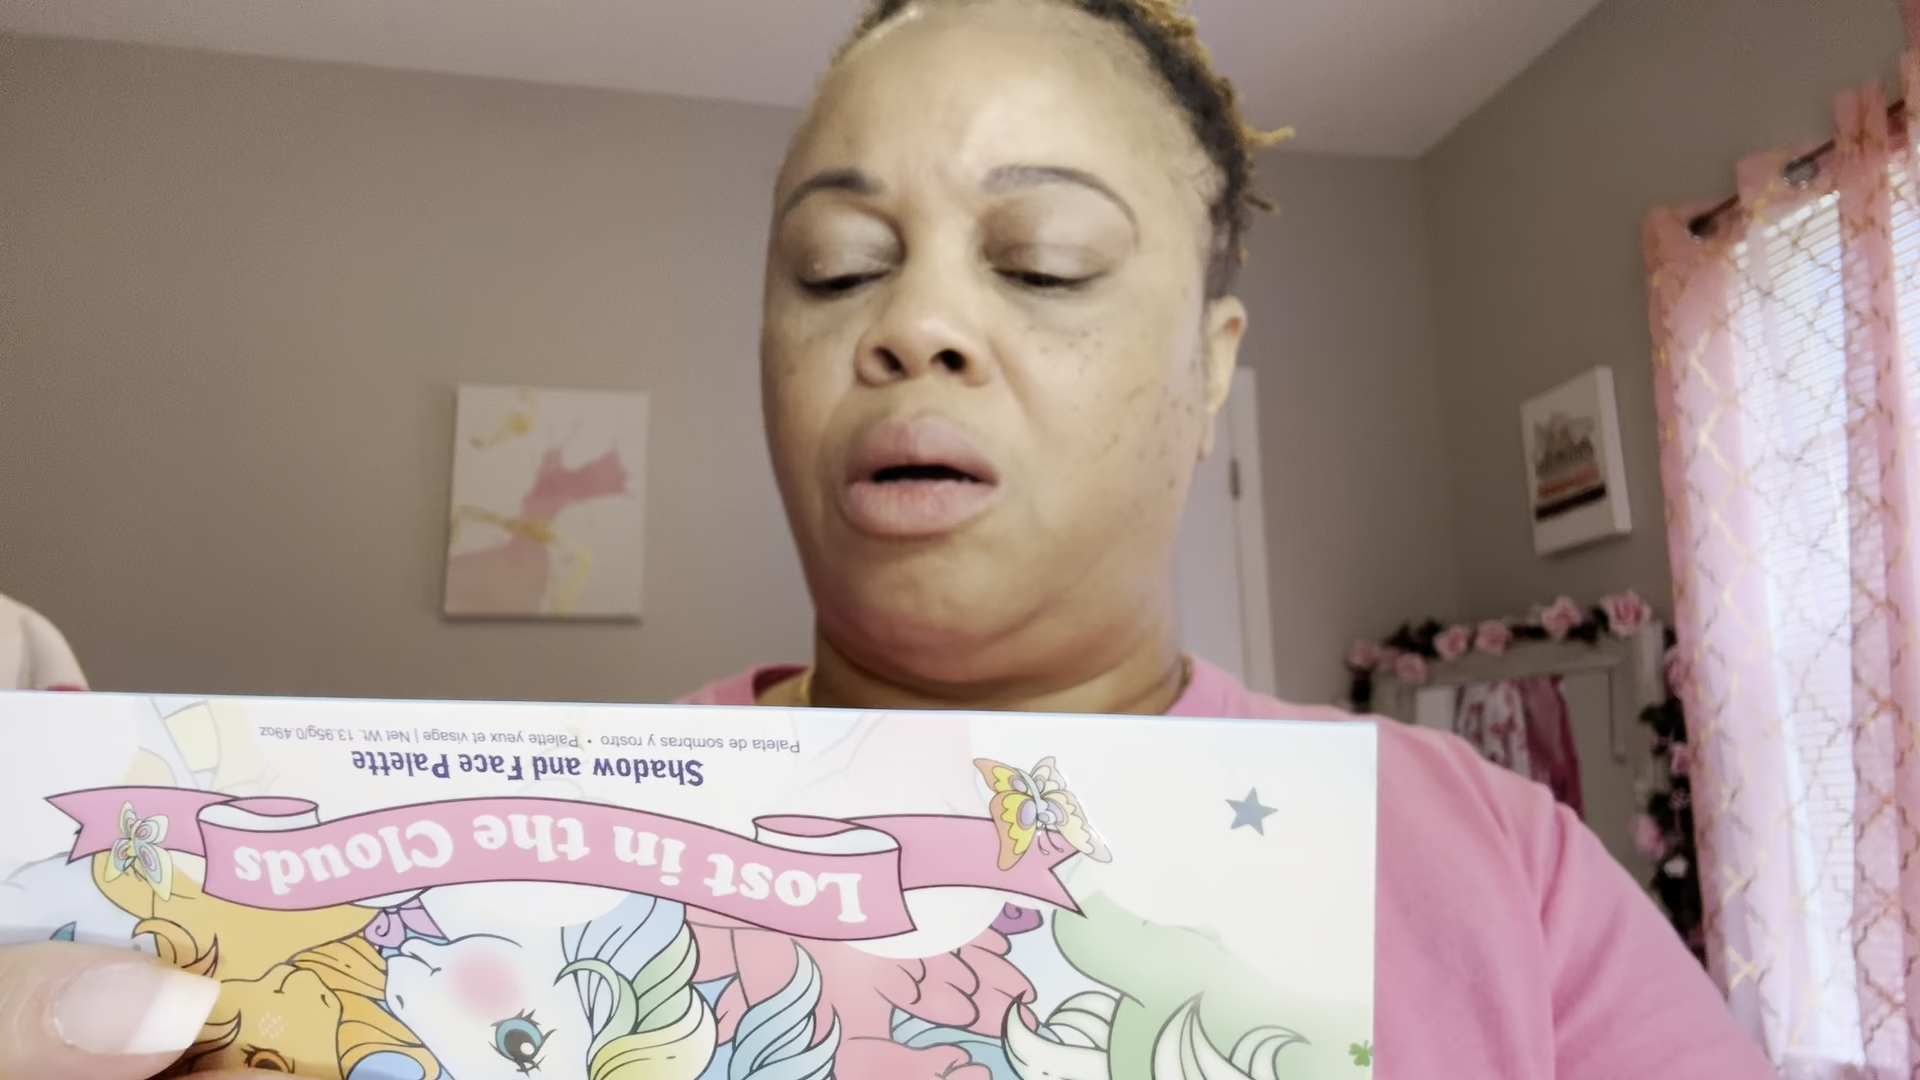 Lost in the Clouds
Shadow and Face Palette
Paleta de sombras y rostro • Palette yeux et visage | Net Wt. 13.95g/0.49oz